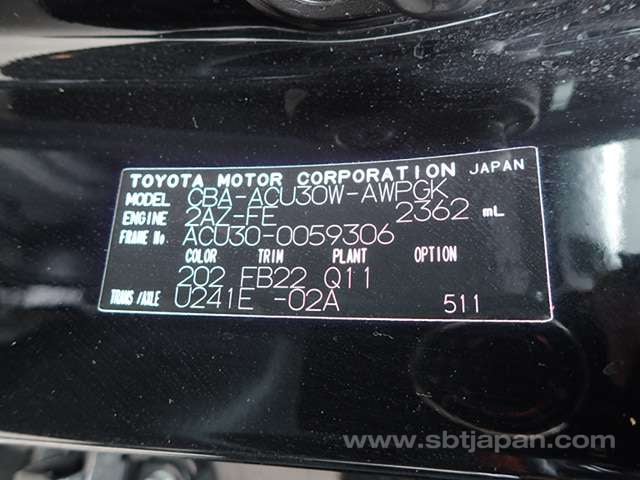 TOYOTA MOTOR CORPORATION JAPAN
MODEL CBA-ACU30W-AWPGK
ENGINE 2AZ-FE 2362 mL
FRAME No ACU30-0059306
COLOR TRIM PLANT OPTION
202 FB22 Q11
TRANS/AXLE U241E -02A 511
www.sbtjapan.com